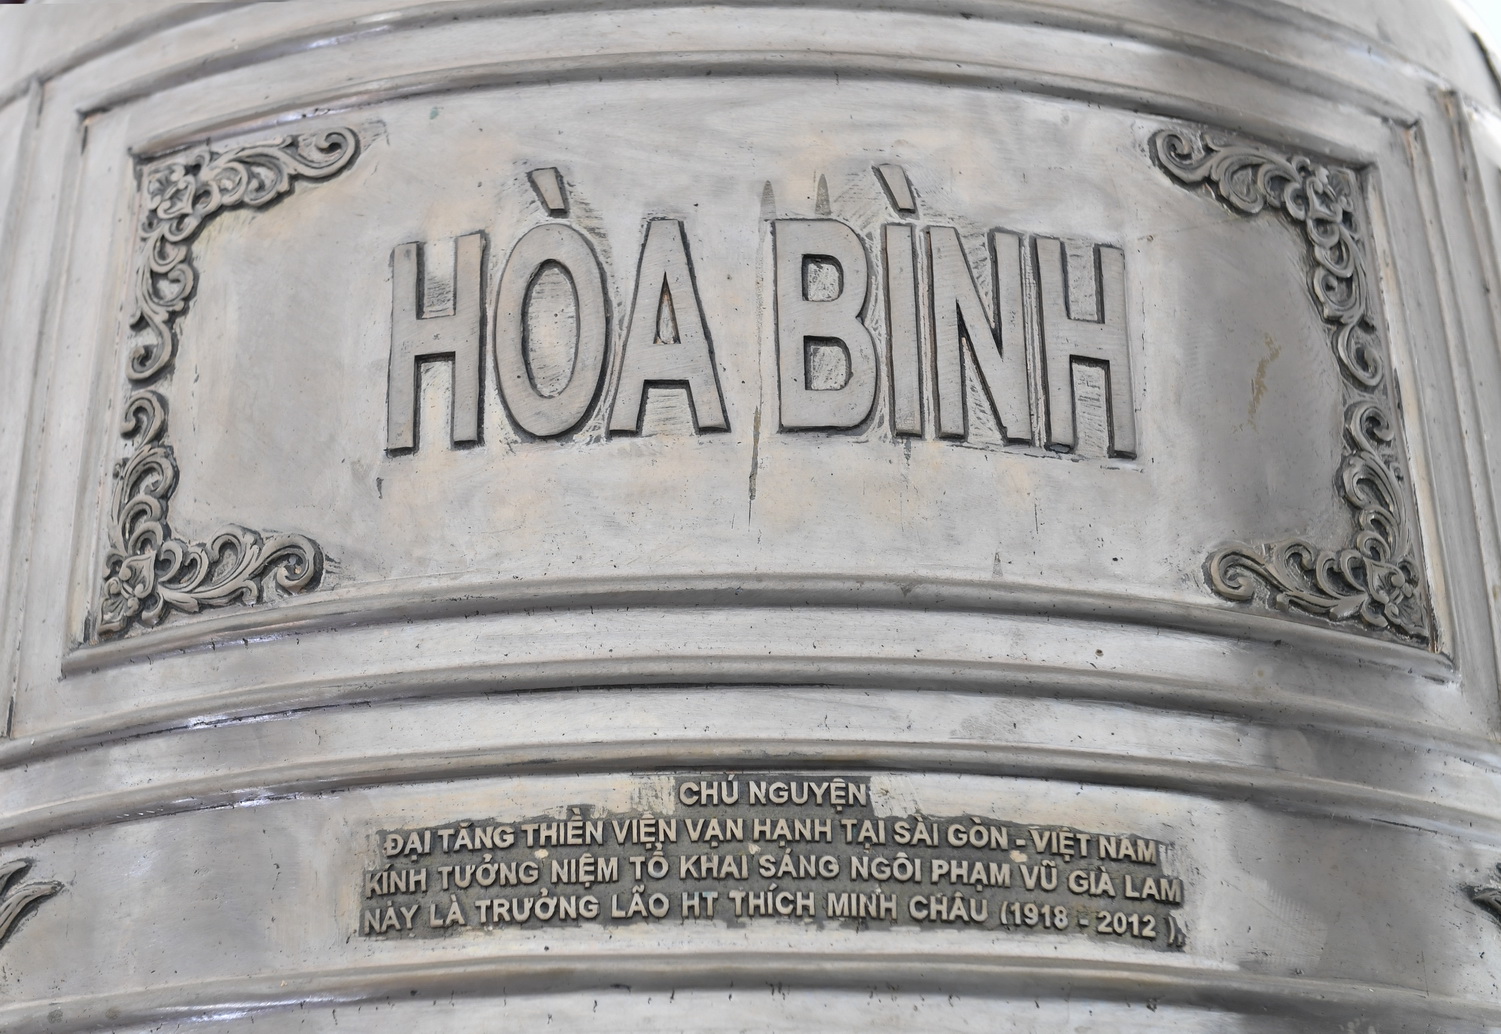 HÒA BÌNH
CHÚ NGUYỆN
ĐẠI TĂNG THIỀN VIỆN VẠN HẠNH TẠI SÀI GÒN - VIỆT NAM
KÍNH TƯỞNG NIỆM TỔ KHAI SÁNG NGÔI PHẠM VŨ GIÀ LAM
NÀY LÀ TRƯỞNG LÃO HT THÍCH MINH CHÂU (1918 - 2012 )